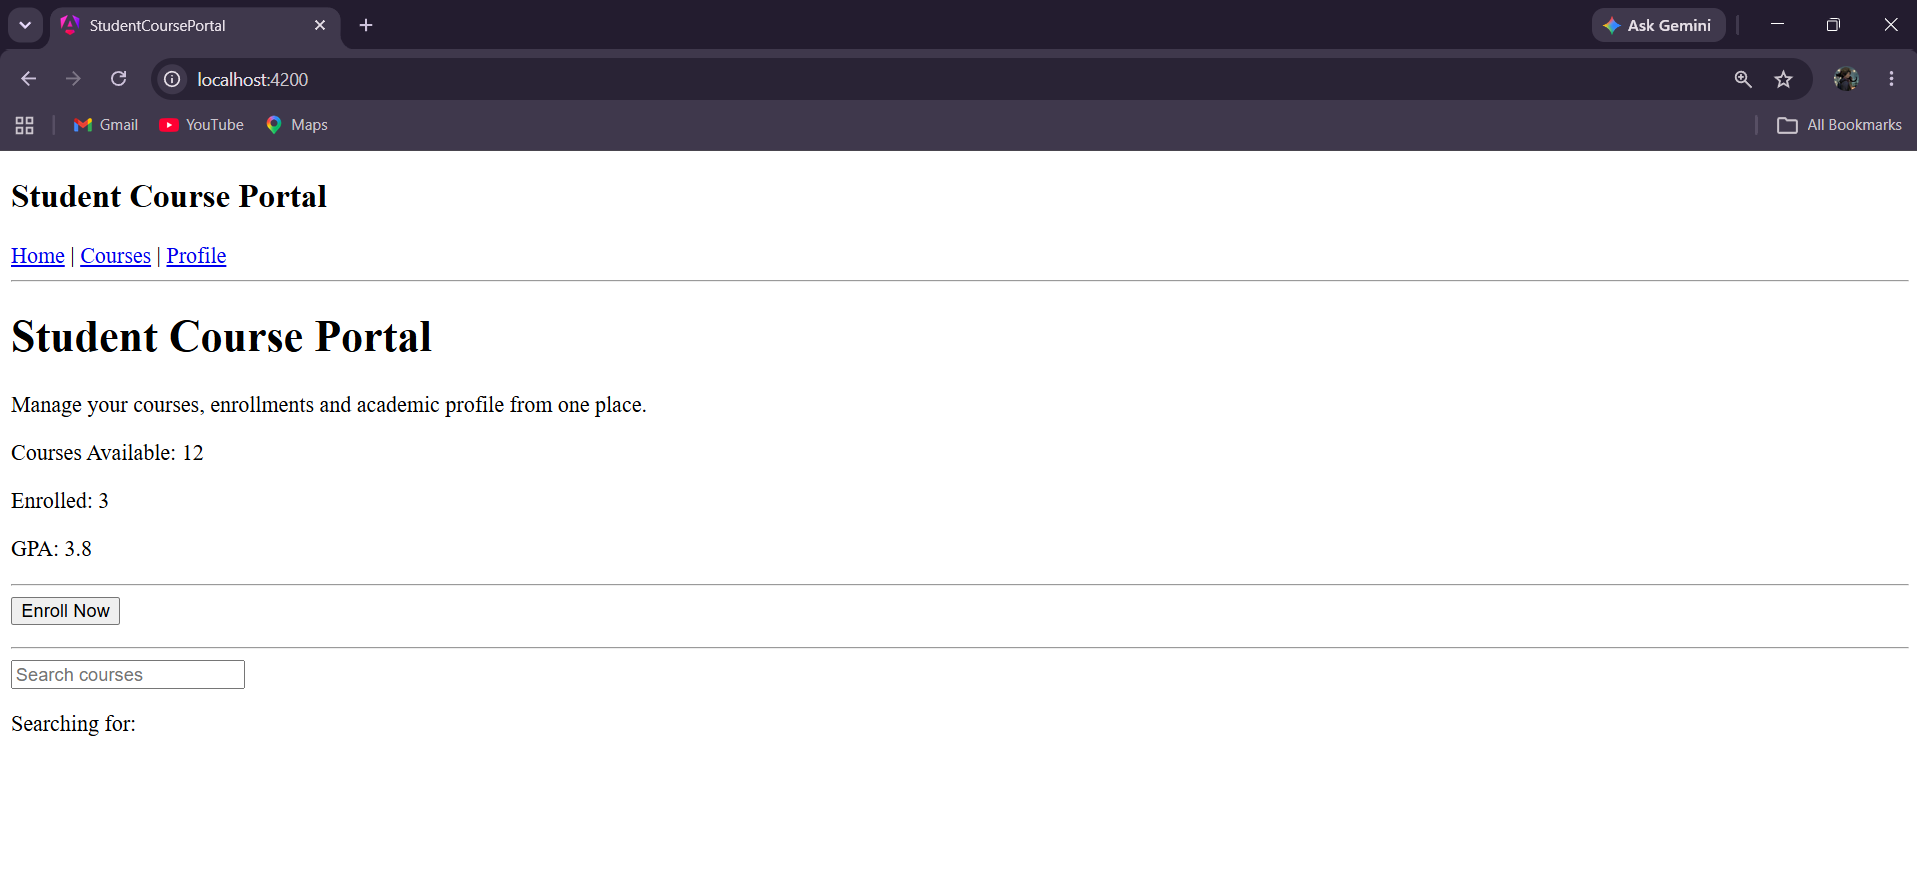 StudentCoursePortal
Ask Gemini
localhost:4200
Gmail
YouTube
Maps
All Bookmarks
Student Course Portal
Home | Courses | Profile
Student Course Portal
Manage your courses, enrollments and academic profile from one place.
Courses Available: 12
Enrolled: 3
GPA: 3.8
Enroll Now
Search courses
Searching for: